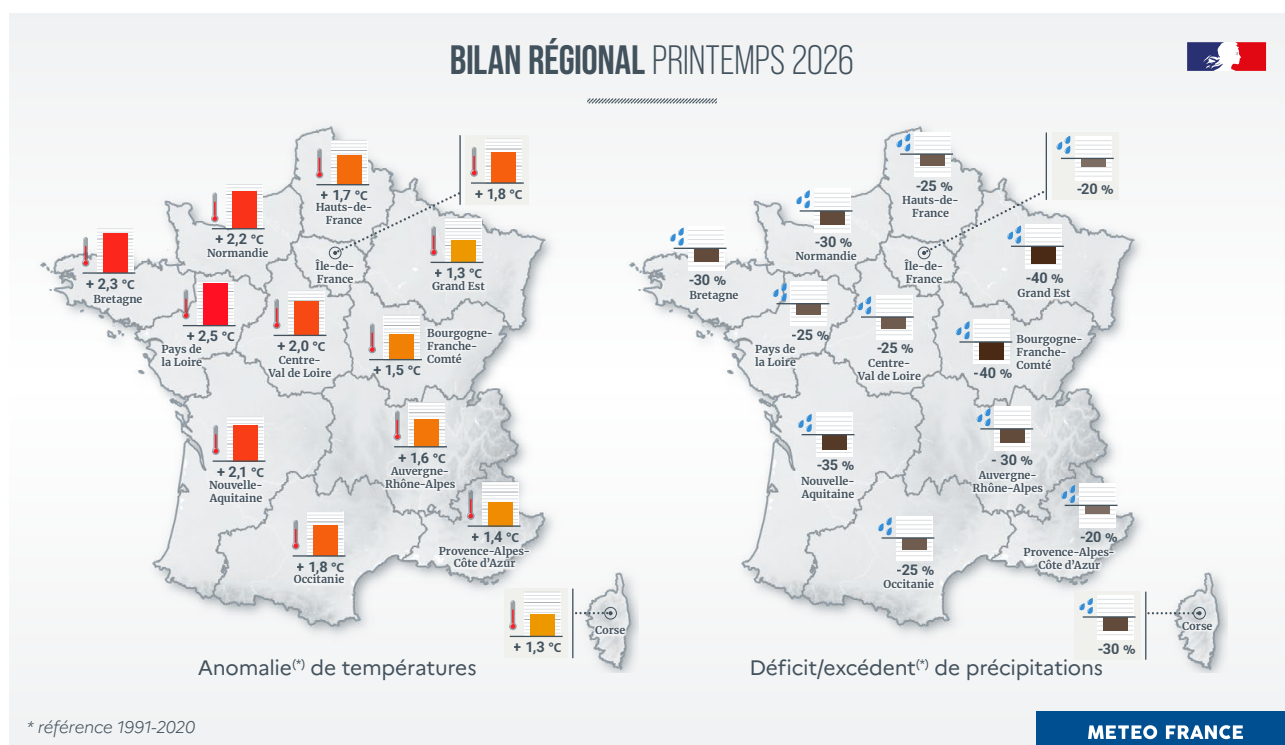 BILAN RÉGIONAL PRINTEMPS 2026
+ 1,7 °C
Hauts-de-
France
+ 1,8 °C
+ 2,2 °C
Normandie
Île-de-
France
+ 1,3 °C
Grand Est
+ 2,3 °C
Bretagne
+ 2,5 °C
Pays de
la Loire
+ 2,0 °C
Centre-
Val de Loire
Bourgogne-
Franche-
Comté
+ 1,5 °C
+ 2,1 °C
Nouvelle-
Aquitaine
+ 1,6 °C
Auvergne-
Rhône-Alpes
+ 1,4 °C
Provence-Alpes-
Côte d'Azur
+ 1,8 °C
Occitanie
+ 1,3 °C
Corse
Anomalie(*) de températures
-25 %
Hauts-de-
France
-20 %
-30 %
Normandie
Île-de-
France
-40 %
Grand Est
-30 %
Bretagne
-25 %
Pays de
la Loire
-25 %
Centre-
Val de Loire
Bourgogne-
Franche-
Comté
-40 %
-35 %
Nouvelle-
Aquitaine
- 30 %
Auvergne-
Rhône-Alpes
-20 %
Provence-Alpes-
Côte d'Azur
-25 %
Occitanie
-30 %
Corse
Déficit/excédent(*) de précipitations
* référence 1991-2020
METEO FRANCE